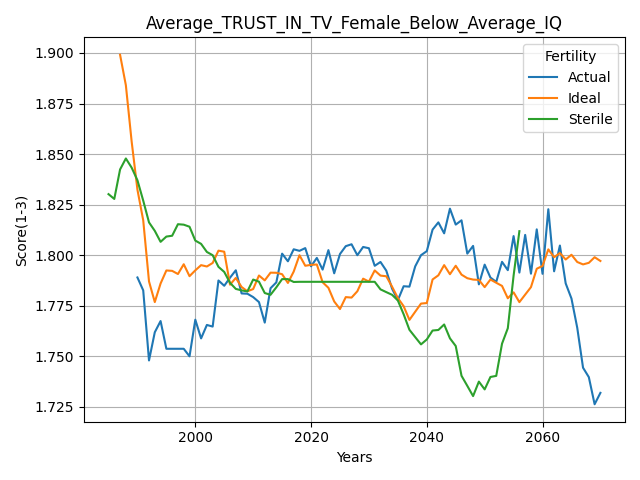 Average_TRUST_IN_TV_Female_Below_Average_IQ
Fertility
Actual
Ideal
Sterile
Score(1-3)
1.900
1.875
1.850
1.825
1.800
1.775
1.750
1.725
2000 2020 2040 2060
Years